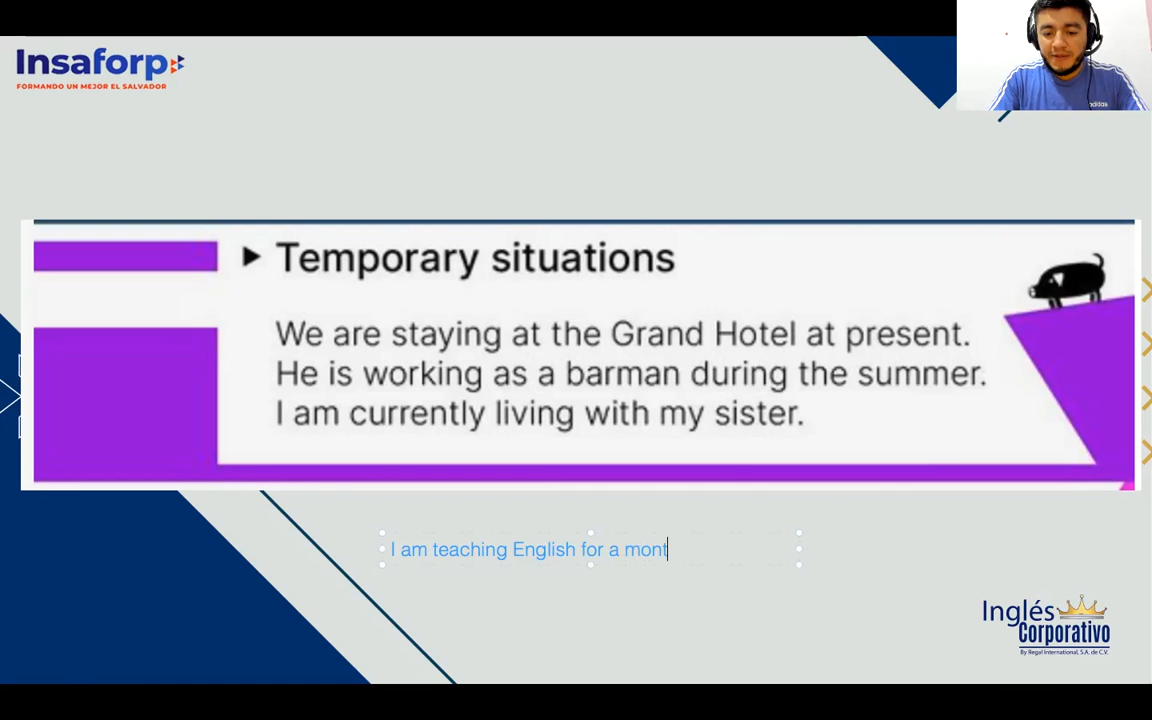 Insaforp
FORMANDO UN MEJOR EL SALVADOR
adidas
Temporary situations
We are staying at the Grand Hotel at present.
He is working as a barman during the summer.
I am currently living with my sister.
I am teaching English for a mont
Inglés
Corporativo
By Regal International, S.A. de C.V.